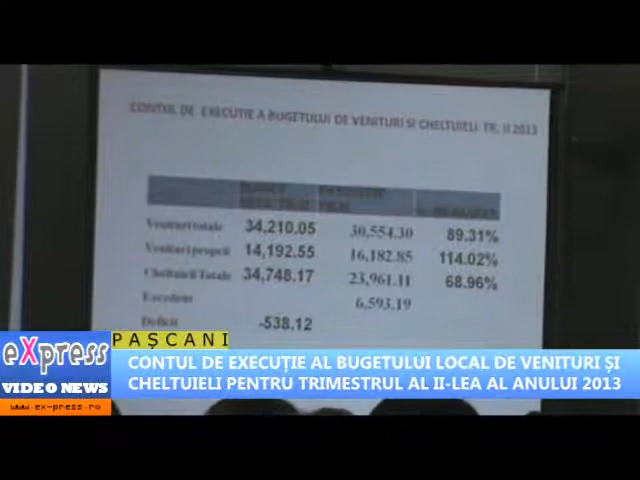 CONTUL DE EXECUTIE A BUGETULUI DE VENITURI SI CHELTUIELI TR. II 2013
Venituri totale 34,210.05 30,554.30 89.31%
Venituri proprii 14,192.55 16,182.85 114.02%
Cheltuieli Totale 34,748.17 23,961.11 68.96%
Excedent 6,593.19
Deficit -538.12
PAȘCANI
eXpress
VIDEO NEWS
www.ex-press.ro
CONTUL DE EXECUȚIE AL BUGETULUI LOCAL DE VENITURI ȘI
CHELTUIELI PENTRU TRIMESTRUL AL II-LEA AL ANULUI 2013